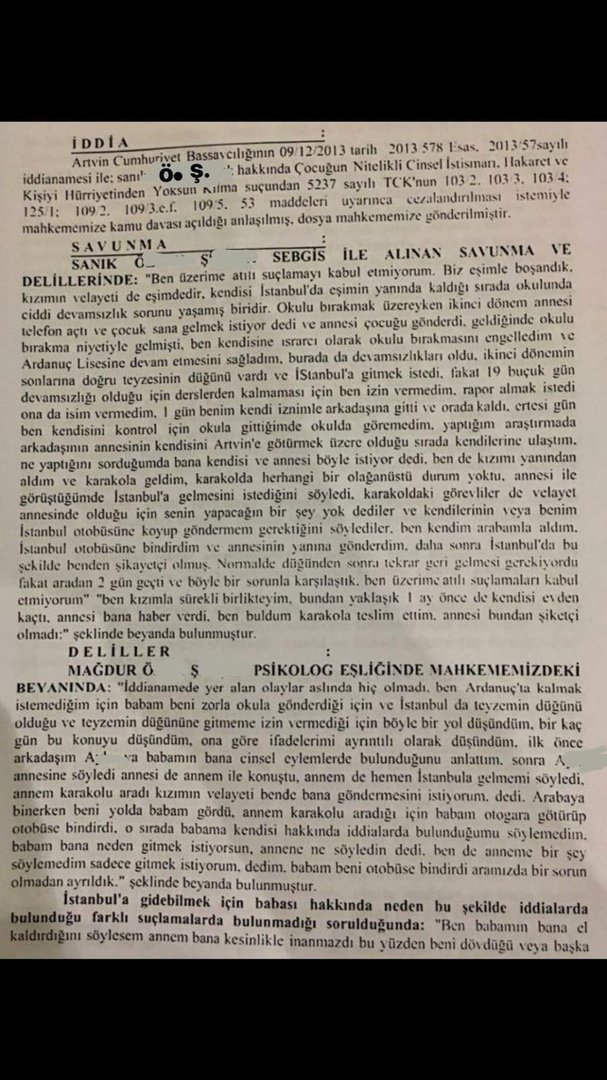 İDDİA :
Artvin Cumhuriyet Bassavcılığının 09/12/2013 tarih 2013/578 Esas, 2013/57sayılı
iddianamesi ile; sanık Ö. Ş. hakkında Çocuğun Nitelikli Cinsel İstismarı, Hakaret ve
Kişiyi Hürriyetinden Yoksun Kılma suçundan 5237 sayılı TCK'nun 103/2, 103/3, 103/4;
125/1; 109/2, 109/3.e.f, 109/5, 53 maddeleri uyarınca cezalandırılması istemiyle
mahkememize kamu davası açıldığı anlaşılmış, dosya mahkememize gönderilmiştir.
SAVUNMA :
SANIK Ö Ş SEBGİS İLE ALINAN SAVUNMA VE
DELİLLERİNDE: "Ben üzerime atılı suçlamayı kabul etmiyorum. Biz eşimle boşandık,
kızımın velayeti de eşimdedir, kendisi İstanbul'da eşimin yanında kaldığı sırada okulunda
ciddi devamsızlık sorunu yaşamış biridir. Okulu bırakmak üzereyken ikinci dönem annesi
telefon açtı ve çocuk sana gelmek istiyor dedi ve annesi çocuğu gönderdi, geldiğinde okulu
bırakma niyetiyle gelmişti, ben kendisine ısrarcı olarak okulu bırakmasını engelledim ve
Ardanuç Lisesine devam etmesini sağladım, burada da devamsızlıkları oldu, ikinci dönemin
sonlarına doğru teyzesinin düğünü vardı ve İStanbul'a gitmek istedi, fakat 19 buçuk gün
devamsızlığı olduğu için derslerden kalmaması için ben izin vermedim, rapor almak istedi
ona da isim vermedim, 1 gün benim kendi iznimle arkadaşına gitti ve orada kaldı, ertesi gün
ben kendisini kontrol için okula gittiğimde okulda göremedim, yaptığım araştırmada
arkadaşının annesinin kendisini Artvin'e götürmek üzere olduğu sırada kendilerine ulaştım,
ne yaptığını sorduğumda bana kendisi ve annesi böyle istiyor dedi, ben de kızımı yanından
aldım ve karakola geldim, karakolda herhangi bir olağanüstü durum yoktu, annesi ile
görüştüğümde İstanbul'a gelmesini istediğini söyledi, karakoldaki görevliler de velayet
annesinde olduğu için senin yapacağın bir şey yok dediler ve kendilerinin veya benim
İstanbul otobüsüne koyup göndermem gerektiğini söylediler, ben kendim arabamla aldım,
İstanbul otobüsüne bindirdim ve annesinin yanına gönderdim, daha sonra İstanbul'da bu
şekilde benden şikayetçi olmuş. Normalde düğünden sonra tekrar geri gelmesi gerekiyordu
fakat aradan 2 gün geçti ve böyle bir sorunla karşılaştık, ben üzerime atılı suçlamaları kabul
etmiyorum" "ben kızımla sürekli birlikteyim, bundan yaklaşık 1 ay önce de kendisi evden
kaçtı, annesi bana haber verdi, ben buldum karakola teslim ettim, annesi bundan şiketçi
olmadı:" şeklinde beyanda bulunmuştur.
DELİLLER :
MAĞDUR Ö. Ş PSİKOLOG EŞLİĞİNDE MAHKEMEMİZDEKİ
BEYANINDA: "İddianamede yer alan olaylar aslında hiç olmadı, ben Ardanuç'ta kalmak
istemediğim için babam beni zorla okula gönderdiği için ve İstanbul da teyzemin düğünü
olduğu ve teyzemin düğününe gitmeme izin vermediği için böyle bir yol düşündüm, bir kaç
gün bu konuyu düşündüm, ona göre ifadelerimi ayrıntılı olarak düşündüm, ilk önce
arkadaşım A ya babamın bana cinsel eylemlerde bulunduğunu anlattım, sonra A
annesine söyledi annesi de annem ile konuştu, annem de hemen İstanbula gelmemi söyledi,
annem karakolu aradı kızımın velayeti bende bana göndermesini istiyorum, dedi. Arabaya
binerken beni yolda babam gördü, annem karakolu aradığı için babam otogara götürüp
otobüse bindirdi, o sırada babama kendisi hakkında iddialarda bulunduğumu söylemedim,
babam bana neden gitmek istiyorsun, annene ne söyledin dedi, ben de anneme bir şey
söylemedim sadece gitmek istiyorum, dedim, babam beni otobüse bindirdi aramızda bir sorun
olmadan ayrıldık." şeklinde beyanda bulunmuştur.
İstanbul'a gidebilmek için babası hakkında neden bu şekilde iddialarda
bulunduğu farklı suçlamalarda bulunmadığı sorulduğunda: "Ben babamın bana el
kaldırdığını söylesem annem bana kesinlikle inanmazdı bu yüzden beni dövdüğü veya başka